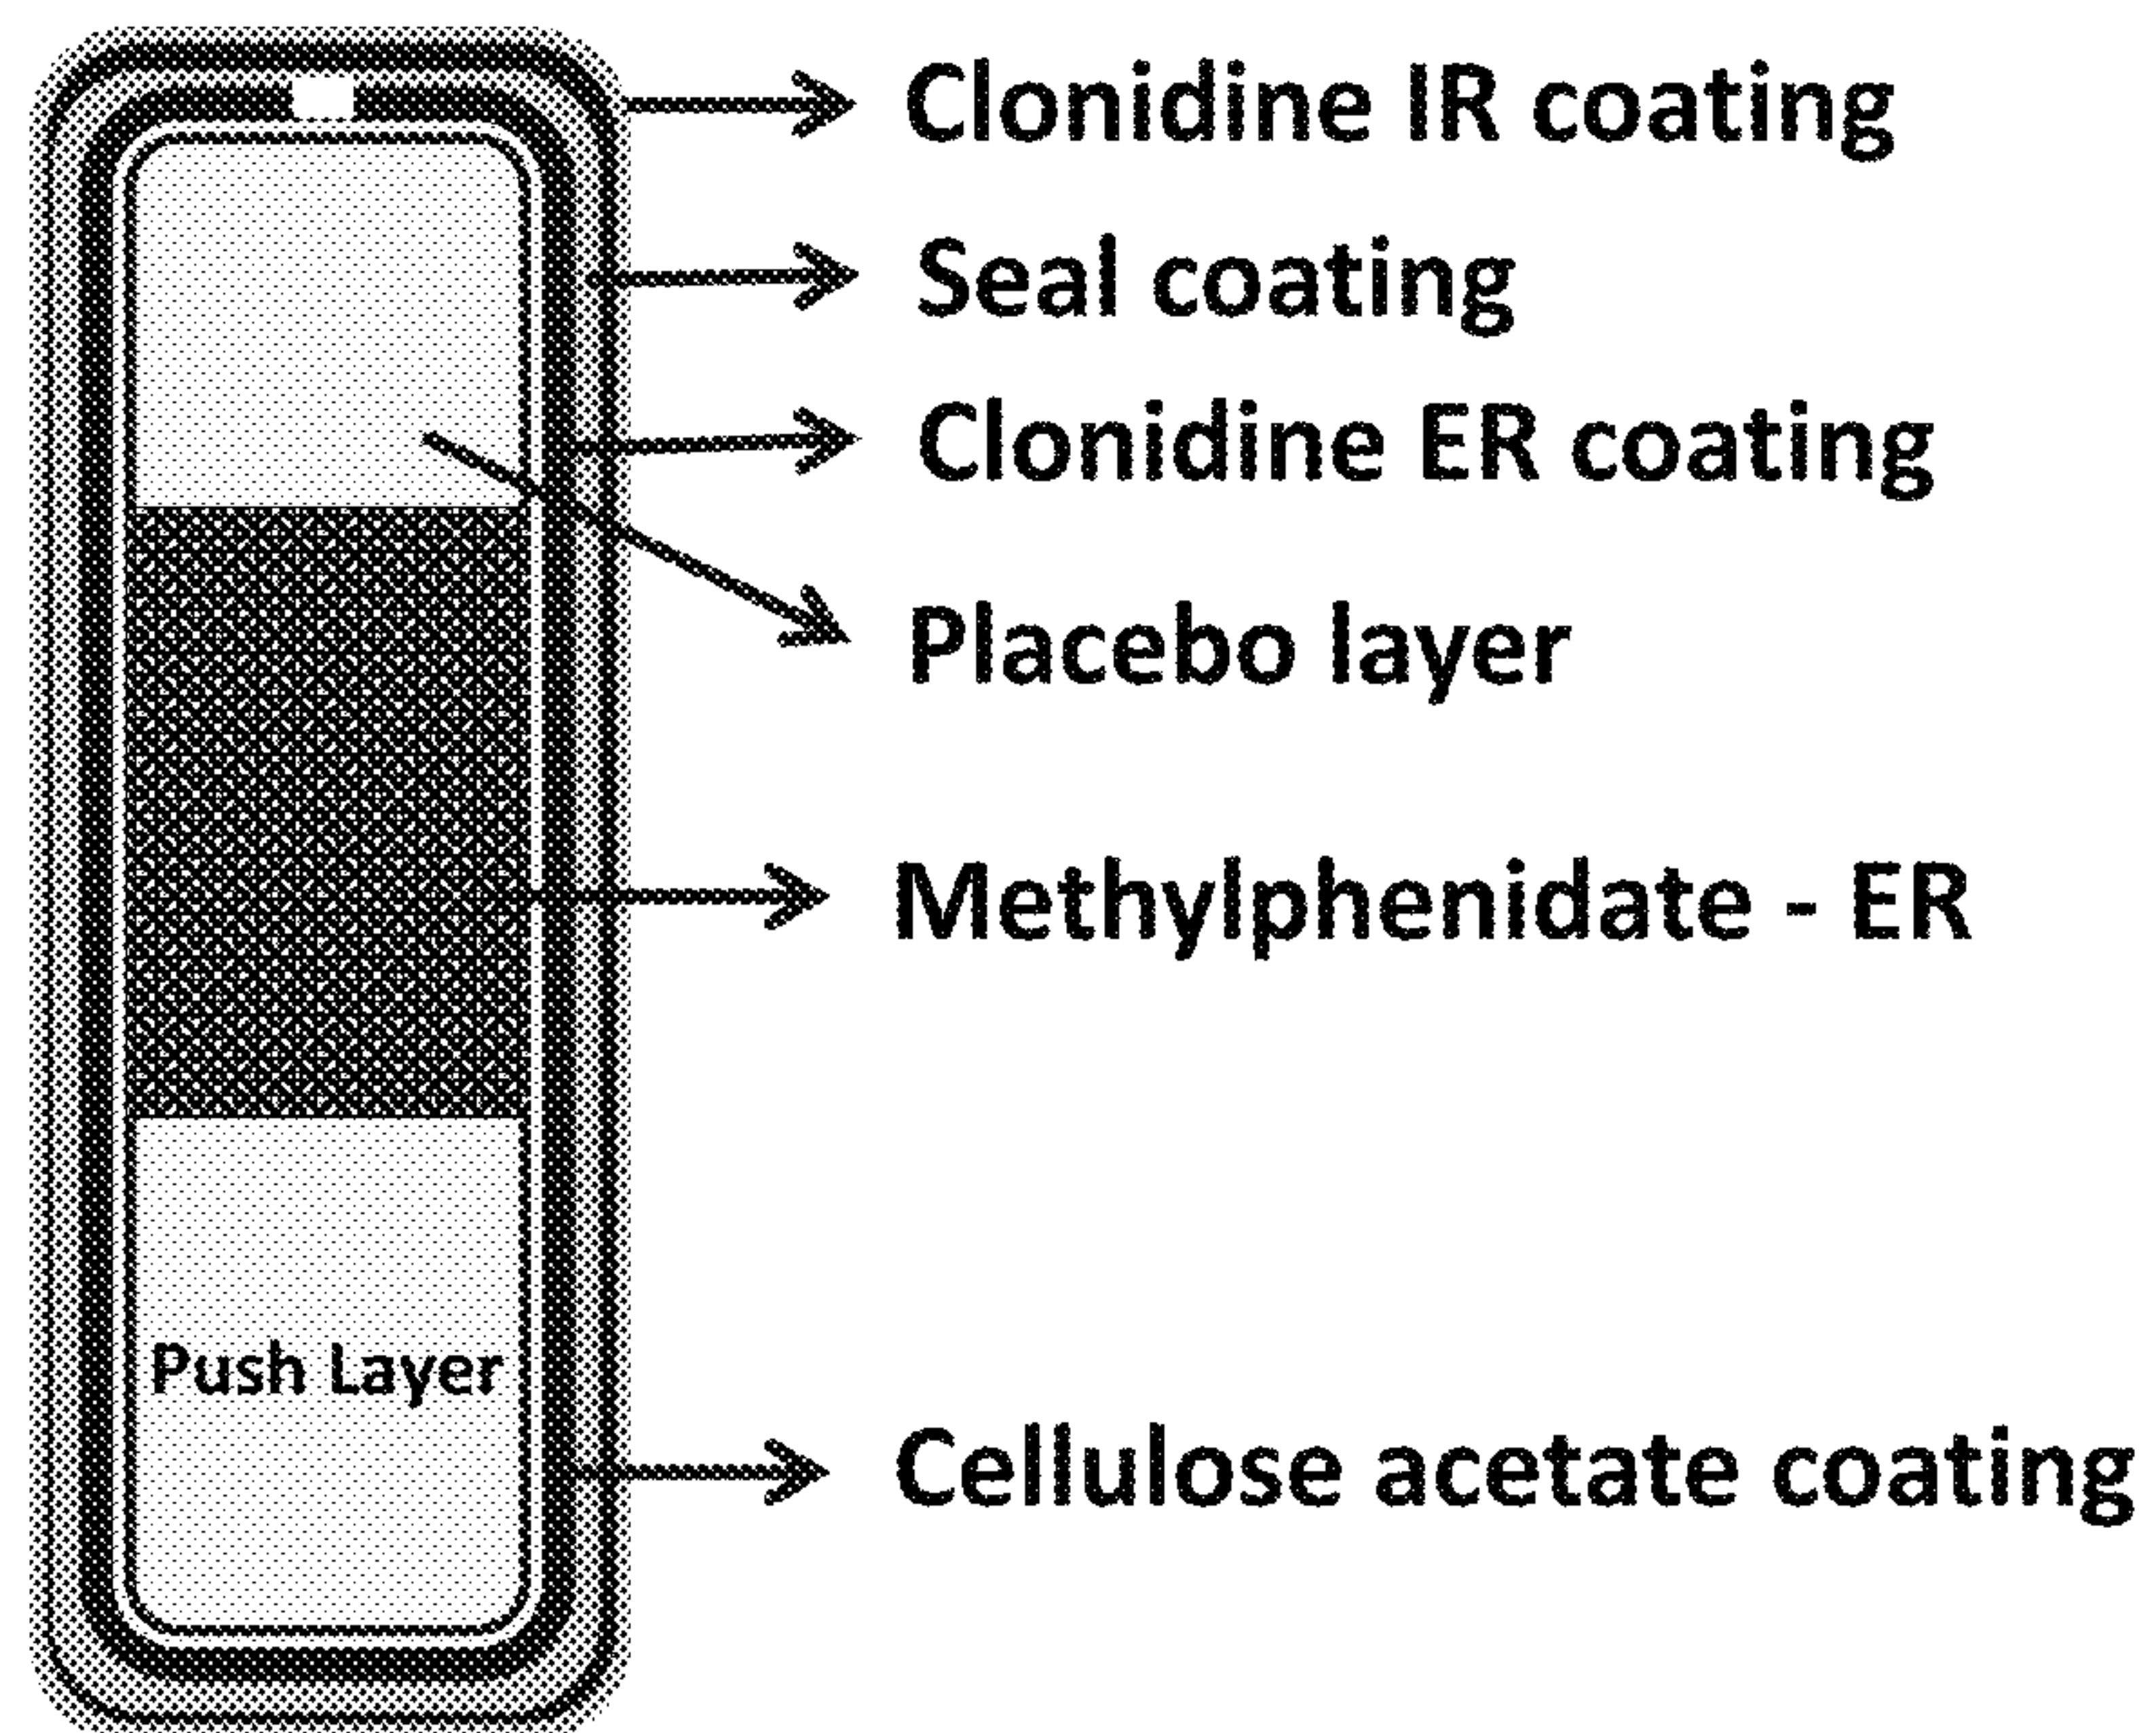 Clonidine IR coating
Seal coating
Clonidine ER coating
Placebo layer
Methylphenidate - ER
Push Layer
Cellulose acetate coating